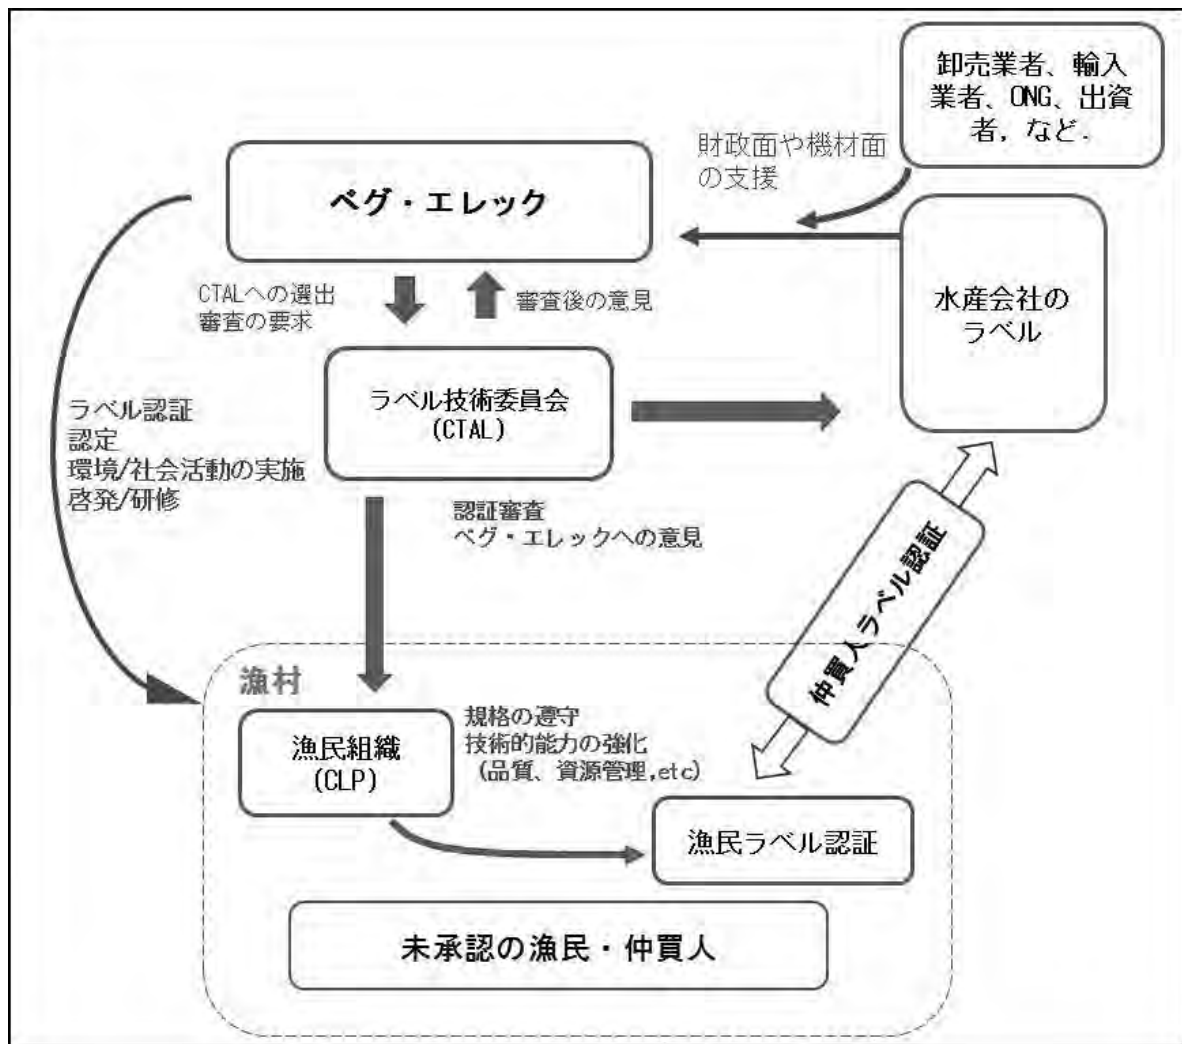 卸売業者、輸入
業者、ONG、出資
者, など.
財政面や機材面
の支援
ベグ・エレック
水産会社の
ラベル
CTALへの選出
審査の要求
審査後の意見
ラベル技術委員会
(CTAL)
ラベル認証
認定
環境/社会活動の実施
啓発/研修
認証審査
ベグ・エレックへの意見
仲買人ラベル認証
漁村
漁民組織
(CLP)
規格の遵守
技術的能力の強化
(品質、資源管理,etc)
漁民ラベル認証
未承認の漁民・仲買人